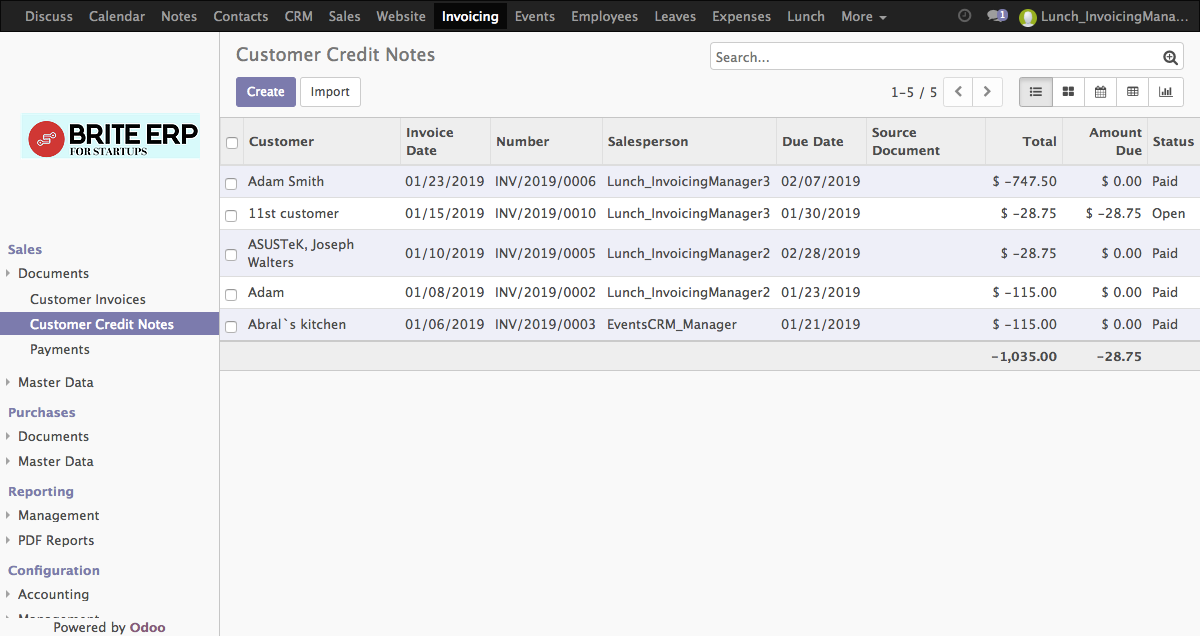 Discuss Calendar Notes Contacts CRM Sales Website Invoicing Events Employees Leaves Expenses Lunch More 1 Lunch_InvoicingMana...
BRITE ERP
FOR STARTUPS
Sales
Documents
Customer Invoices
Customer Credit Notes
Payments
Master Data
Purchases
Documents
Master Data
Reporting
Management
PDF Reports
Configuration
Accounting
Powered by Odoo
Customer Credit Notes
Search...
Create Import
1-5 / 5
Customer Invoice Date Number Salesperson Due Date Source Document Total Amount Due Status
Adam Smith 01/23/2019 INV/2019/0006 Lunch_InvoicingManager3 02/07/2019 $ -747.50 $ 0.00 Paid
11st customer 01/15/2019 INV/2019/0010 Lunch_InvoicingManager3 01/30/2019 $ -28.75 $ -28.75 Open
ASUSTeK, Joseph Walters 01/10/2019 INV/2019/0005 Lunch_InvoicingManager2 02/28/2019 $ -28.75 $ 0.00 Paid
Adam 01/08/2019 INV/2019/0002 Lunch_InvoicingManager2 01/23/2019 $ -115.00 $ 0.00 Paid
Abral`s kitchen 01/06/2019 INV/2019/0003 EventsCRM_Manager 01/21/2019 $ -115.00 $ 0.00 Paid
-1,035.00 -28.75